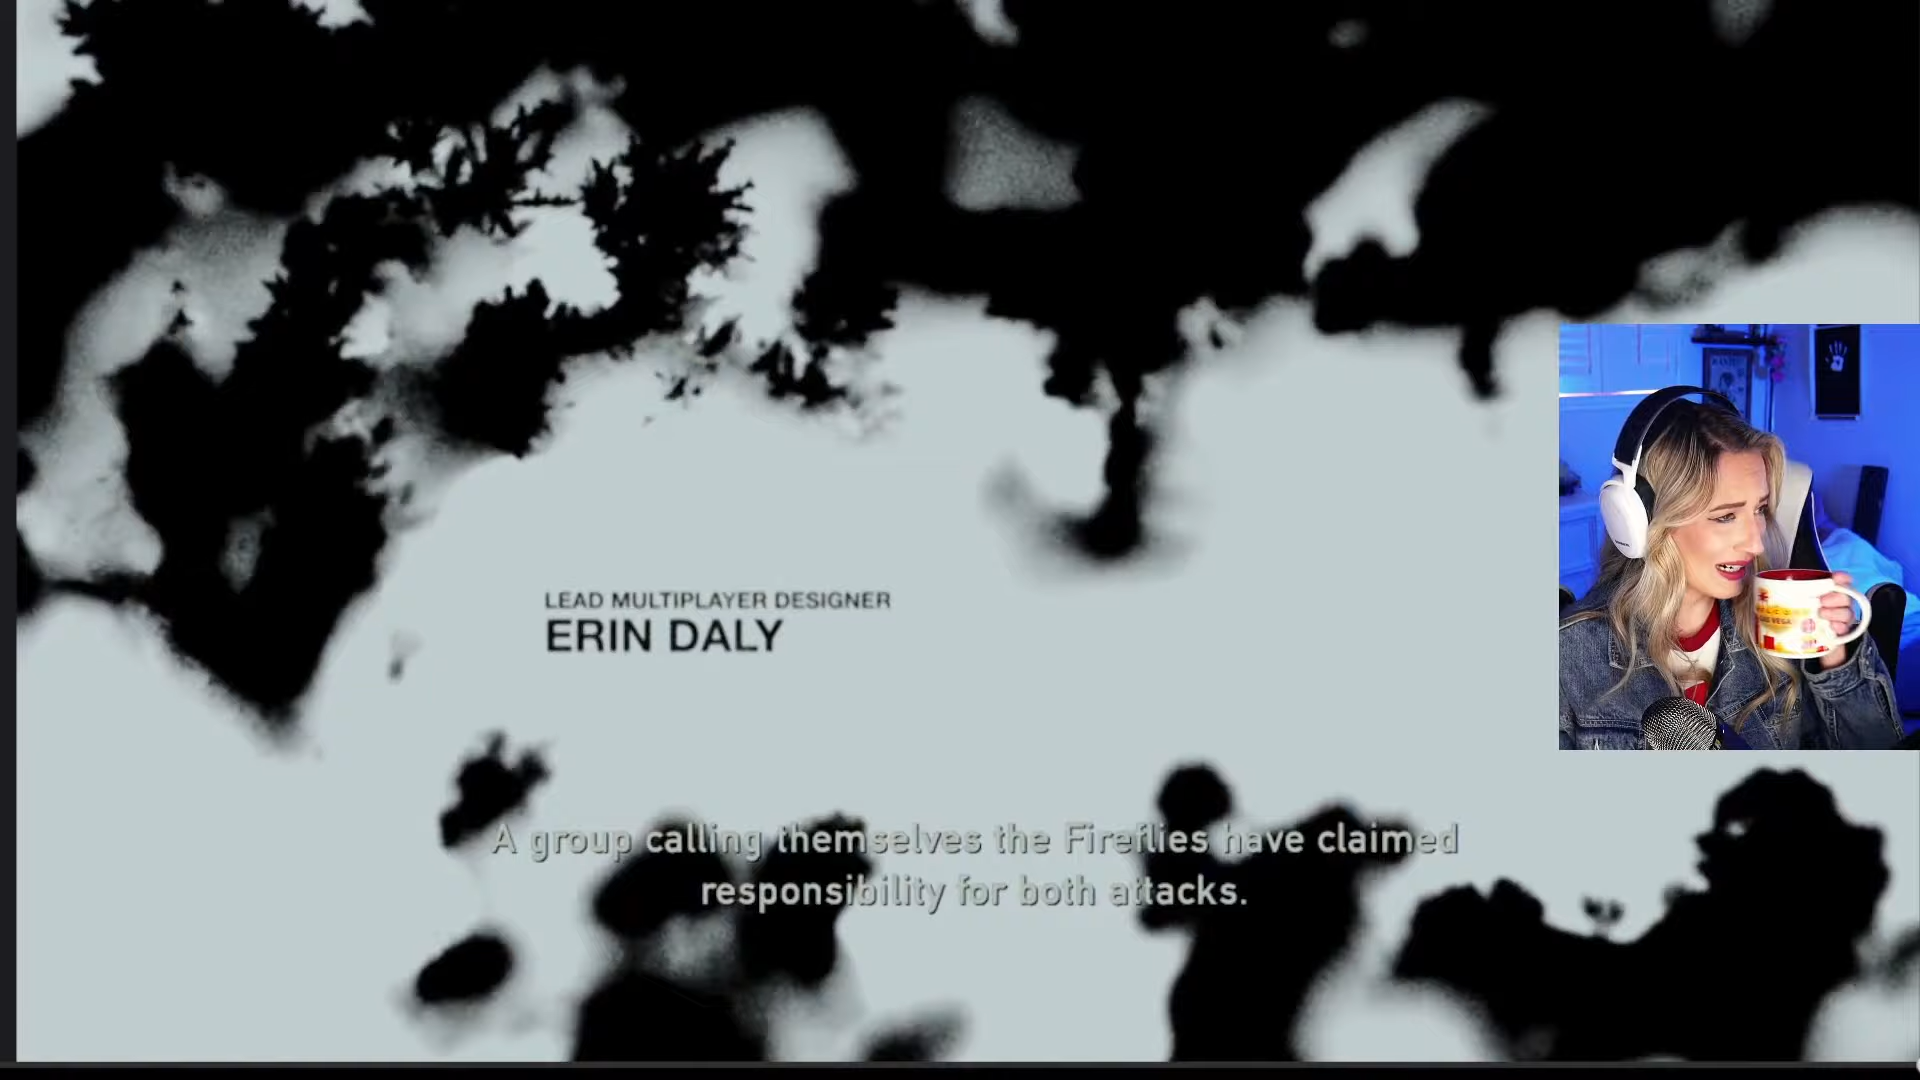 LEAD MULTIPLAYER DESIGNER
ERIN DALY
A group calling themselves the Fireflies have claimed
responsibility for both attacks.